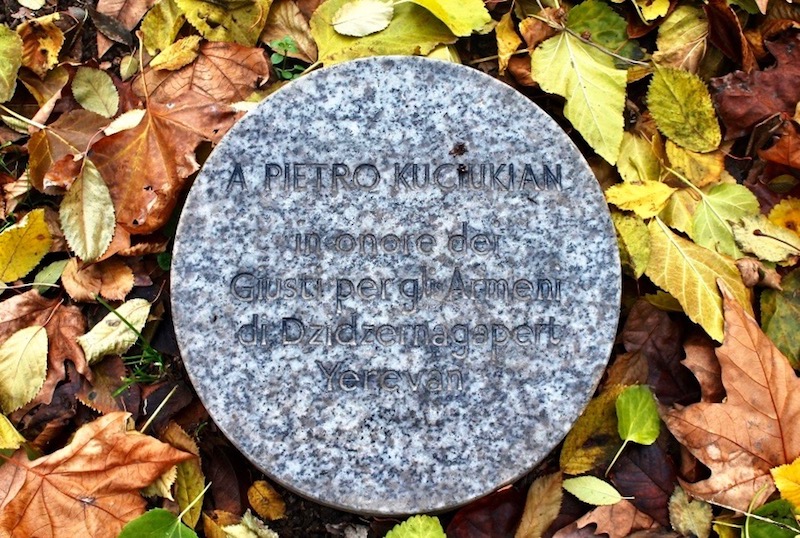 A PIETRO KUCIUKIAN
in onore dei
Giusti per gli Armeni
di Dzidzernagapert
Yerevan